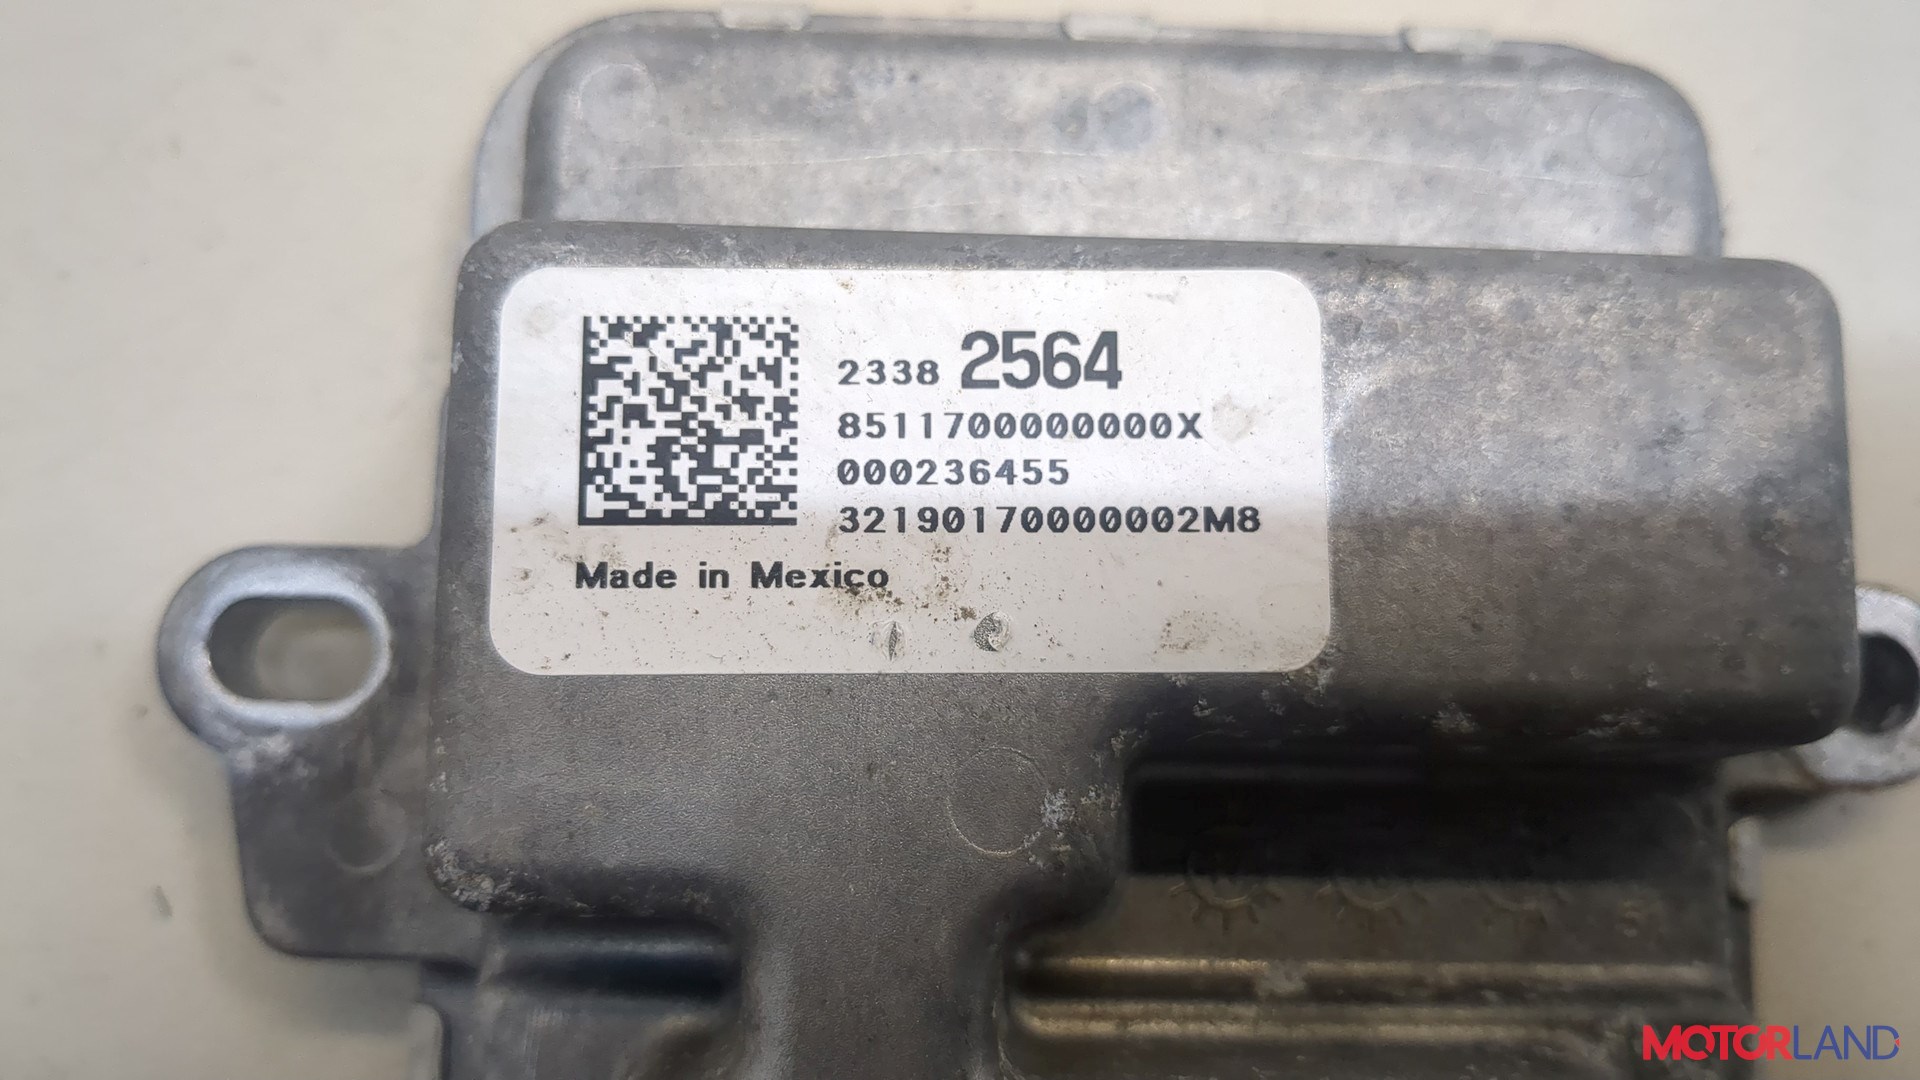 2338 2564
8511700000000X
000236455
32190170000002M8
Made in Mexico
MOTORLAND